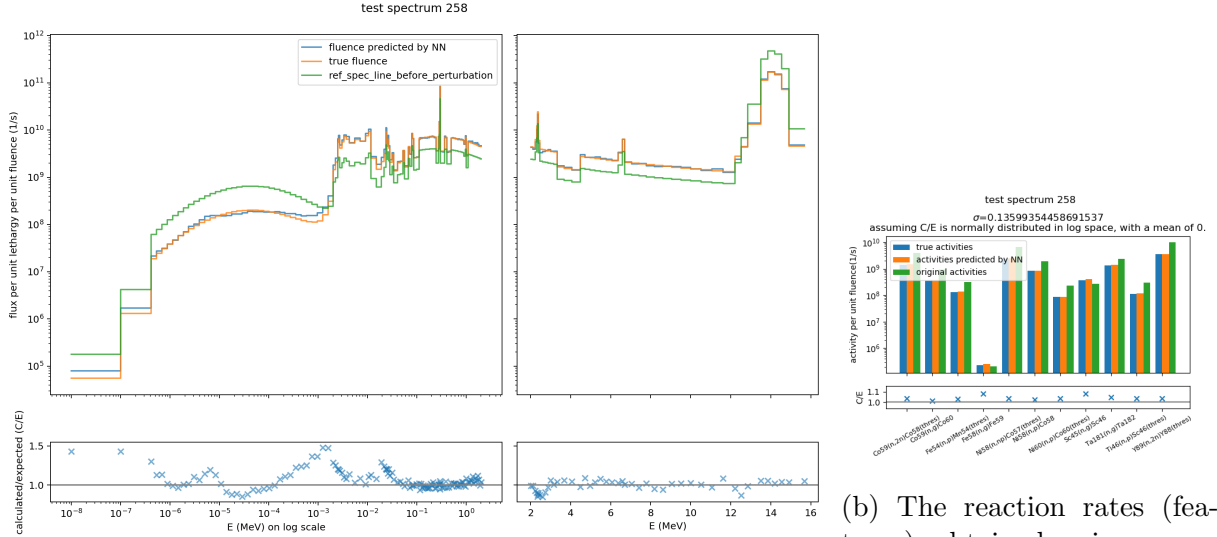 test spectrum 258
fluence predicted by NN
true fluence
ref_spec_line_before_perturbation
flux per unit lethargy per unit fluence (1/s)
10^12
10^11
10^10
10^9
10^8
10^7
10^6
10^5
calculated/expected (C/E)
1.5
1.0
10^-8 10^-7 10^-6 10^-5 10^-4 10^-3 10^-2 10^-1 10^0
E (MeV) on log scale
2 4 6 8 10 12 14 16
E (MeV)
test spectrum 258
σ=0.13599354458691537
assuming C/E is normally distributed in log space, with a mean of 0.
true activities
activities predicted by NN
original activities
activity per unit fluence(1/s)
10^10
10^9
10^8
10^7
10^6
C/E
1.1
1.0
Co59(n,2n)Co58(thres)
Co59(n,g)Co60
Fe54(n,p)Mn54(thres)
Fe58(n,g)Fe59
Ni58(n,np)Co57(thres)
Ni58(n,p)Co58
Ni60(n,p)Co60(thres)
Sc45(n,g)Sc46
Ta181(n,g)Ta182
Ti46(n,p)Sc46(thres)
Y89(n,2n)Y88(thres)
(b) The reaction rates (fea-